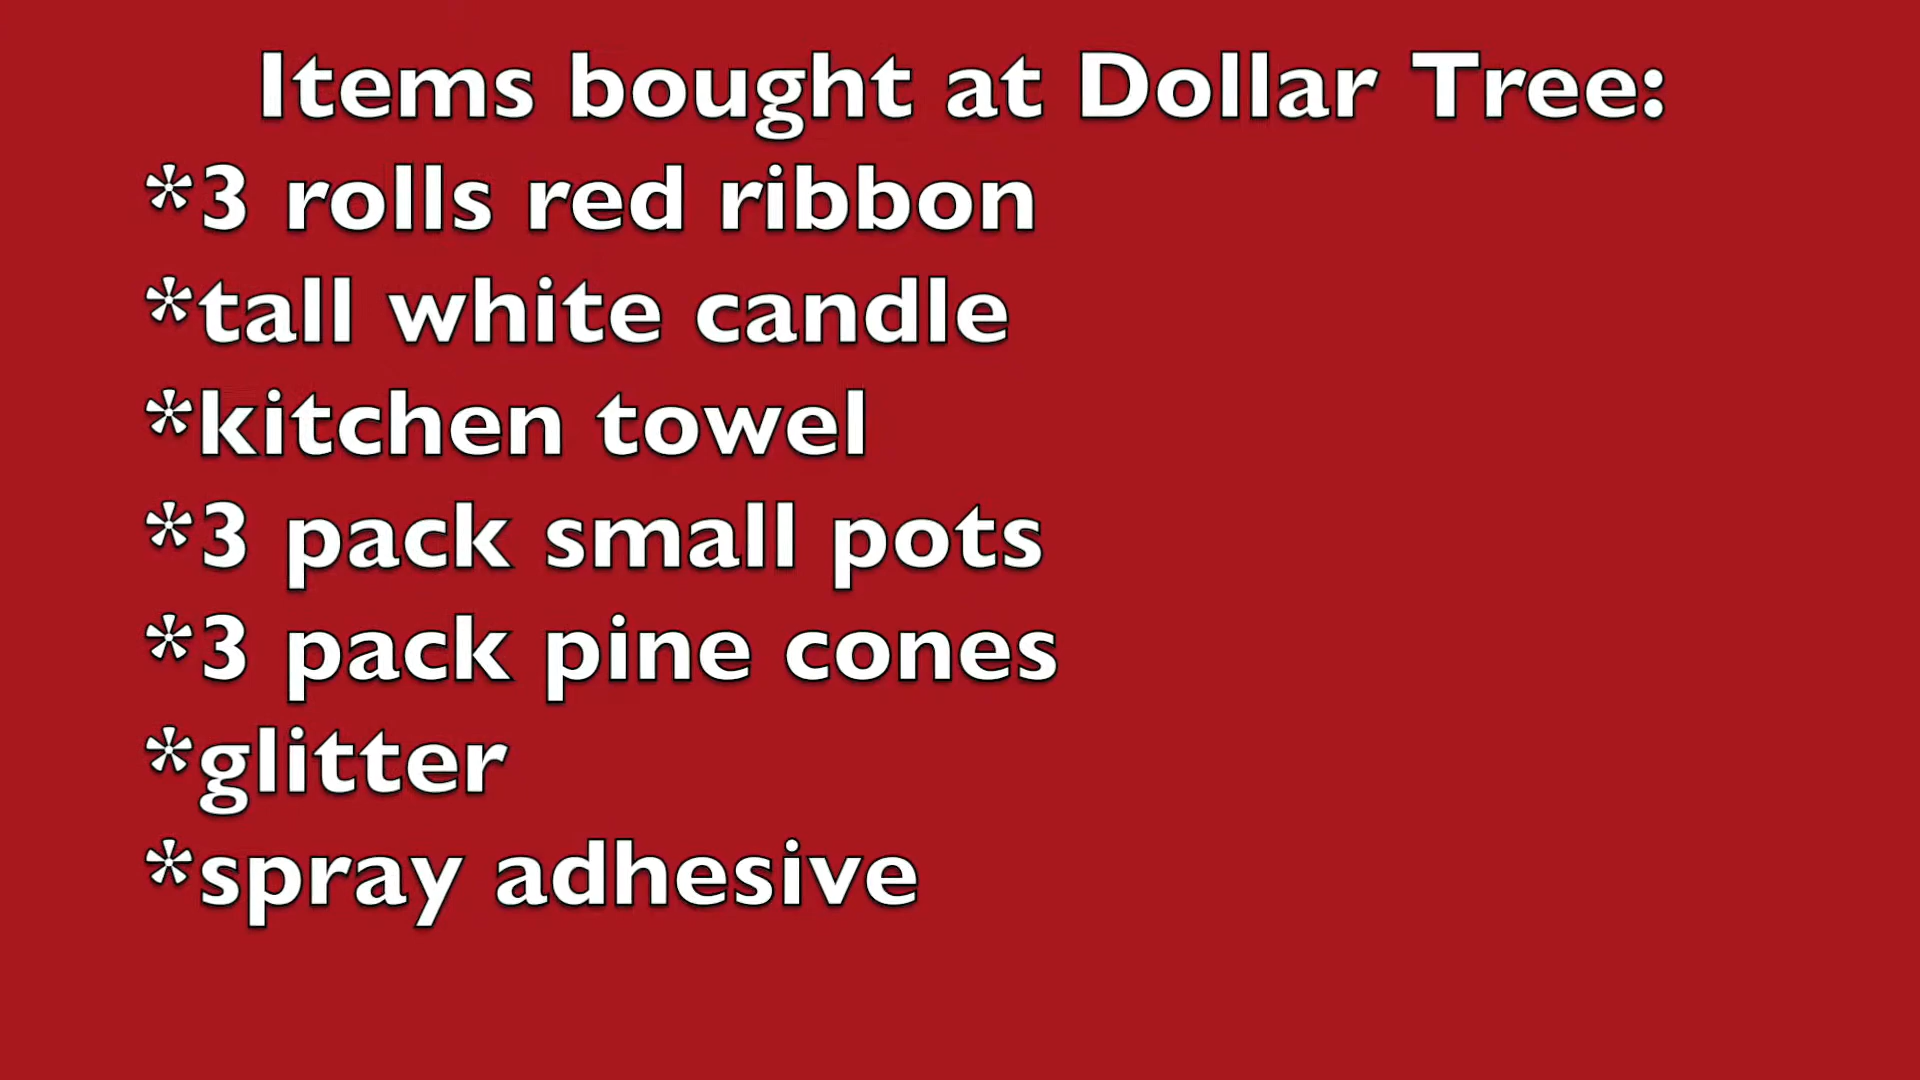 Items bought at Dollar Tree:
*3 rolls red ribbon
*tall white candle
*kitchen towel
*3 pack small pots
*3 pack pine cones
*glitter
*spray adhesive